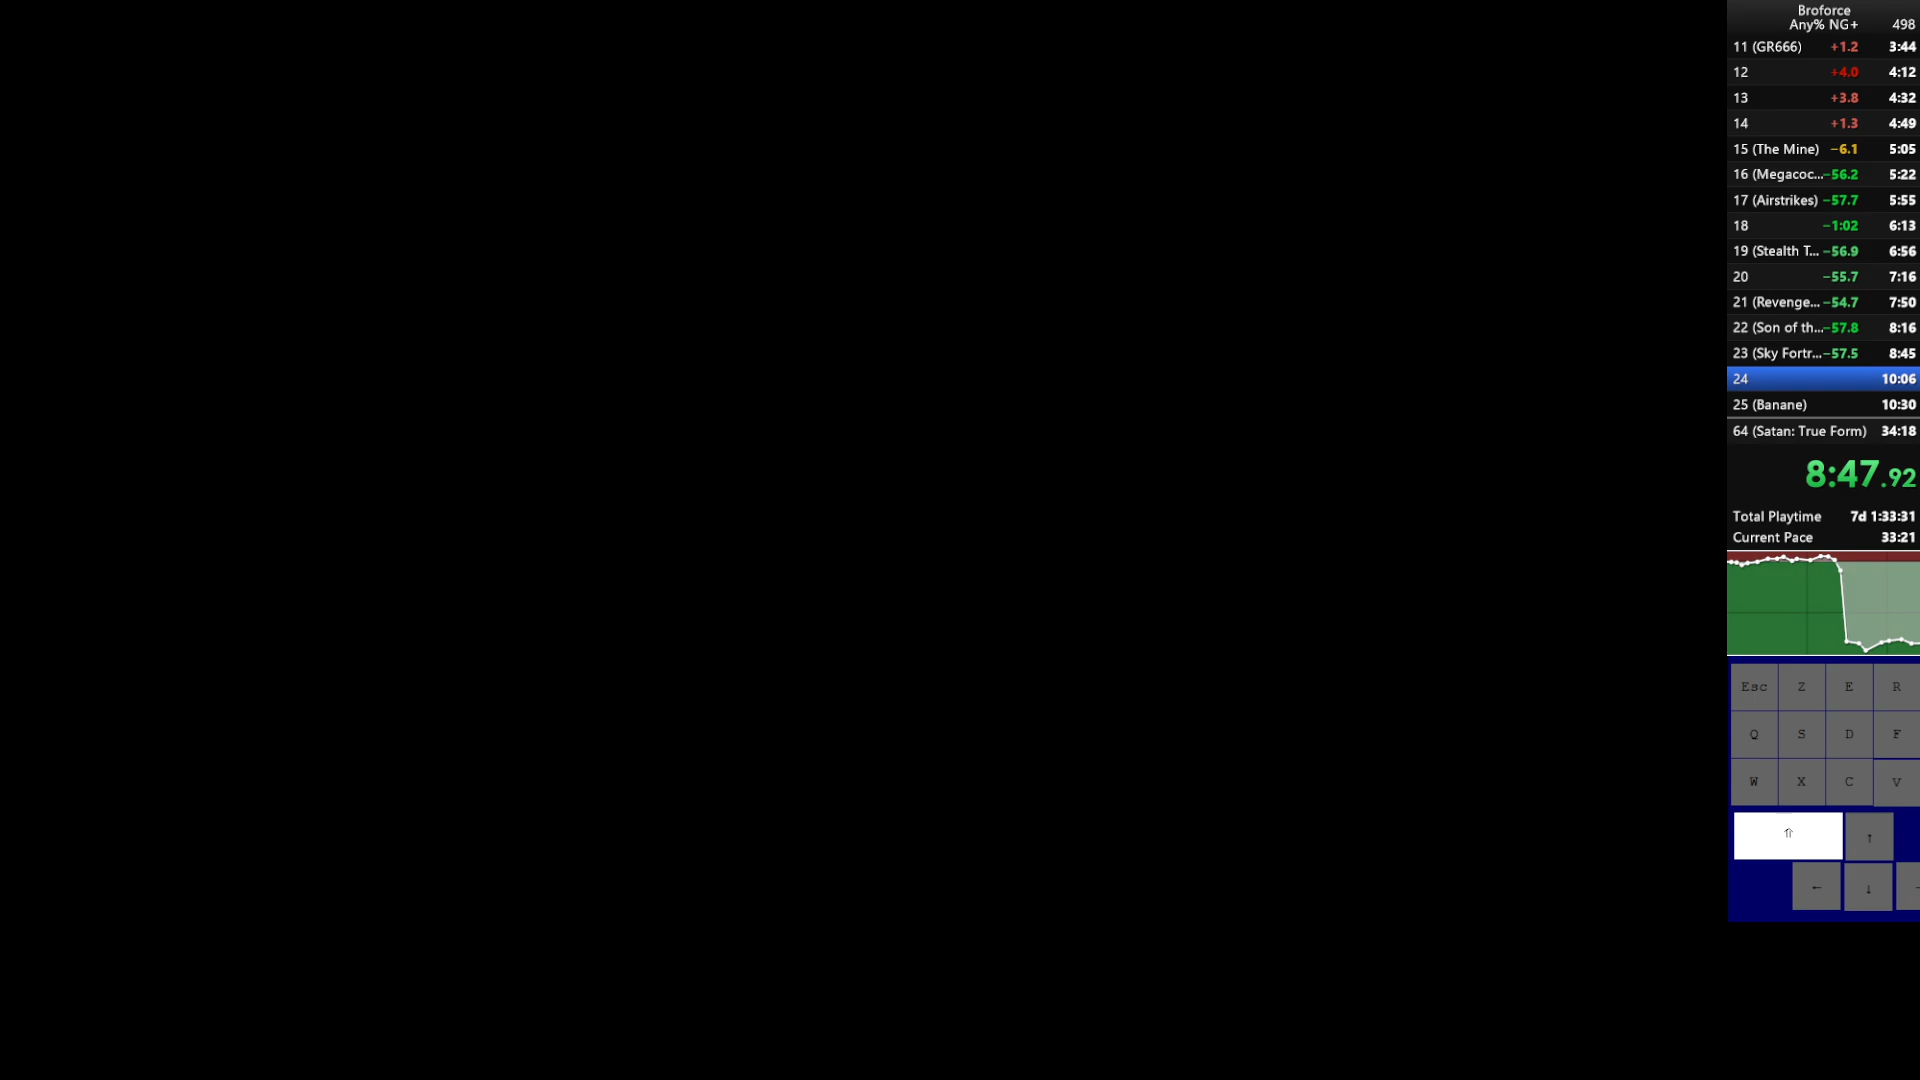 Broforce
Any% NG+ 498
11 (GR666) +1.2 3:44
12 +4.0 4:12
13 +3.8 4:32
14 +1.3 4:49
15 (The Mine) −6.1 5:05
16 (Megacoc... −56.2 5:22
17 (Airstrikes) −57.7 5:55
18 −1:02 6:13
19 (Stealth T... −56.9 6:56
20 −55.7 7:16
21 (Revenge... −54.7 7:50
22 (Son of th... −57.8 8:16
23 (Sky Fortr... −57.5 8:45
24 10:06
25 (Banane) 10:30
64 (Satan: True Form) 34:18
8:47.92
Total Playtime 7d 1:33:31
Current Pace 33:21
Esc Z E R
Q S D F
W X C V
⇑ ↑
← ↓